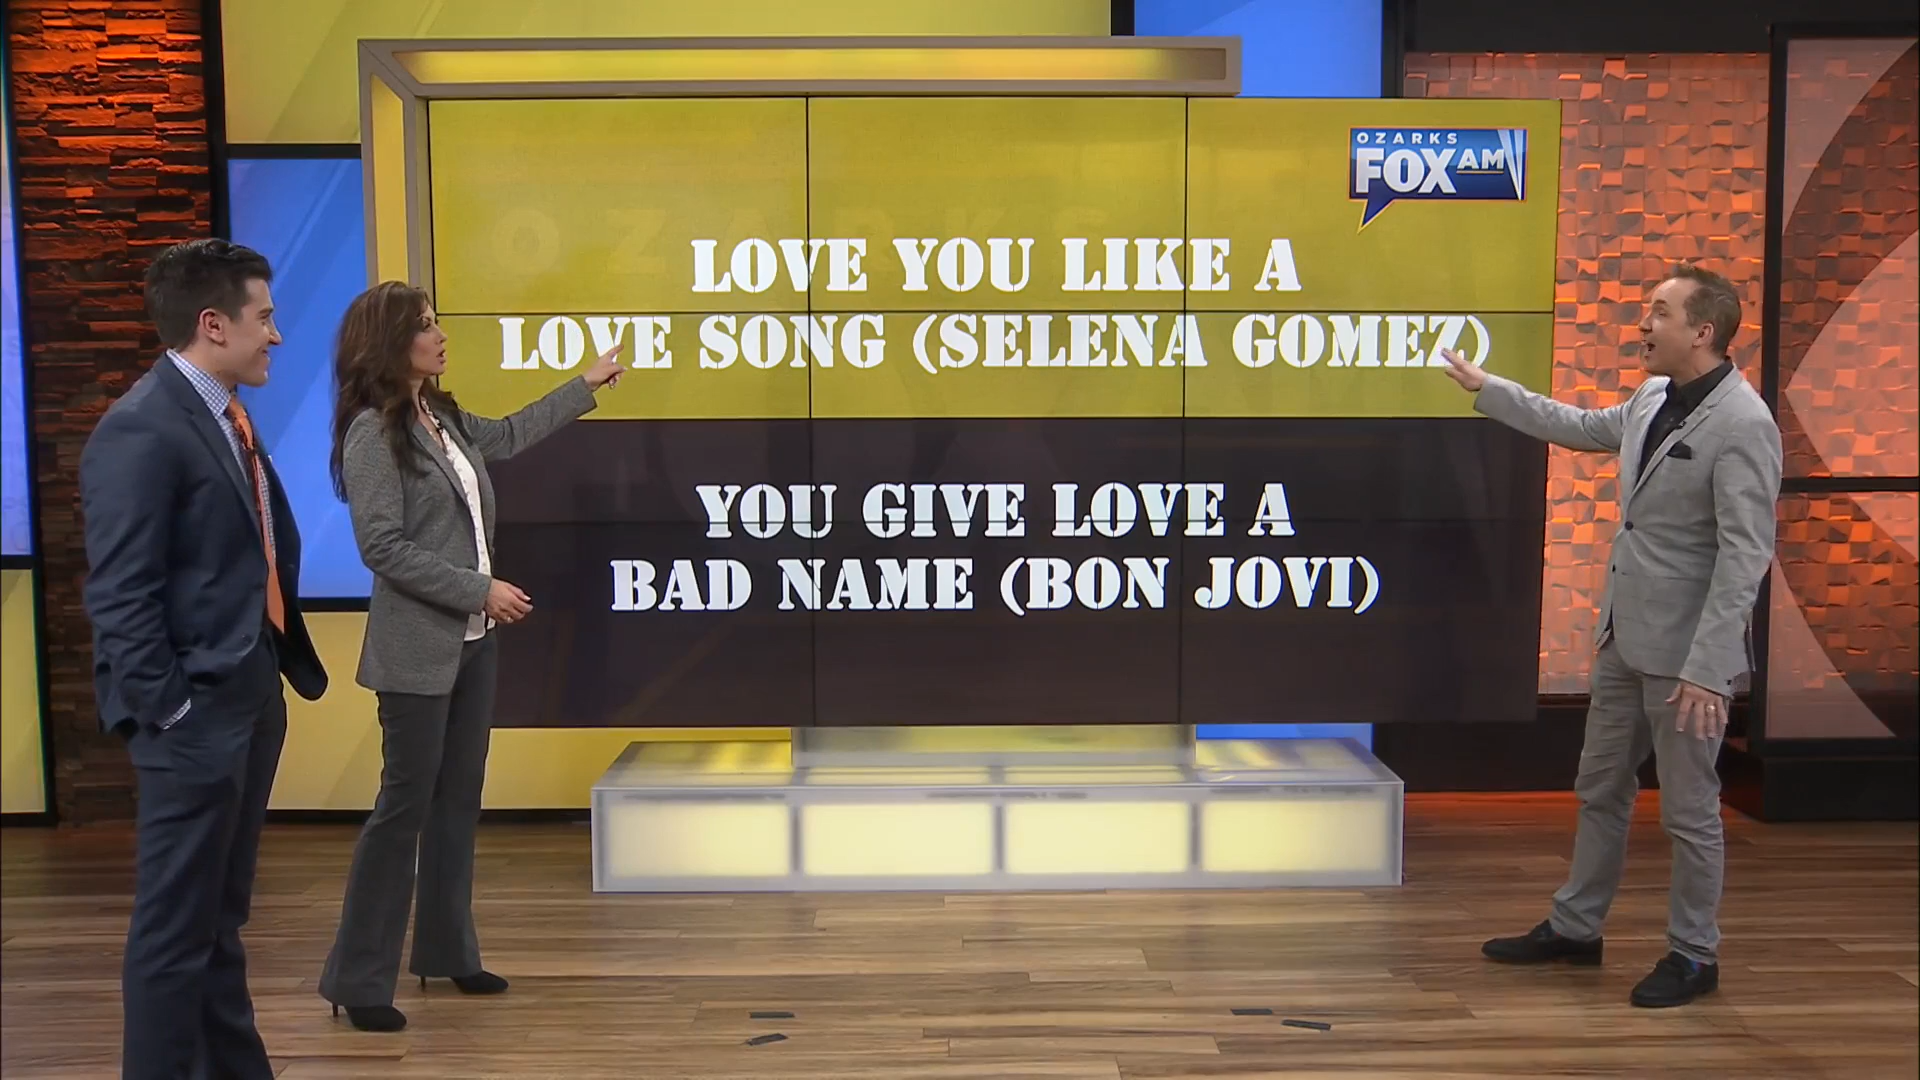 OZARKS
FOX AM
LOVE YOU LIKE A
LOVE SONG (SELENA GOMEZ)
YOU GIVE LOVE A
BAD NAME (BON JOVI)